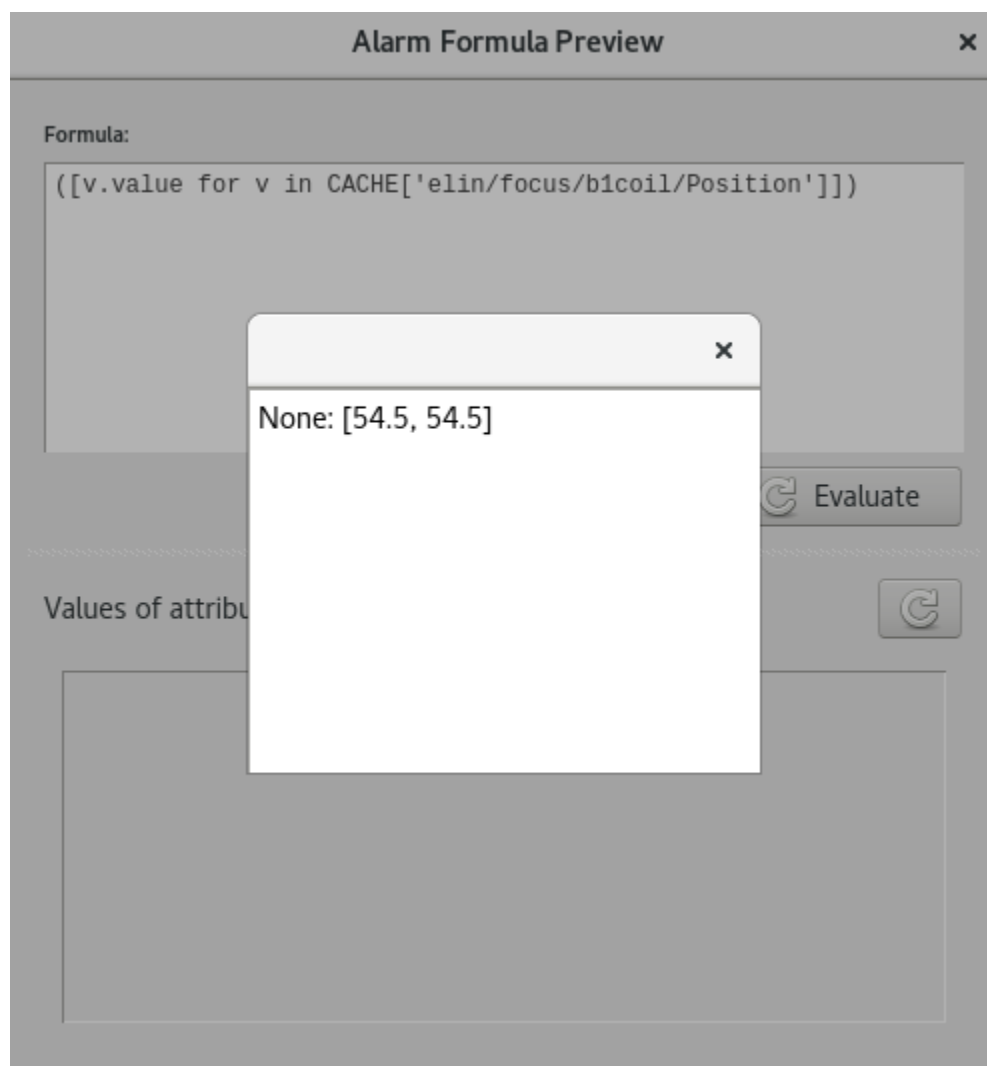 Alarm Formula Preview
Formula:
([v.value for v in CACHE['elin/focus/b1coil/Position']])
None: [54.5, 54.5]
Evaluate
Values of